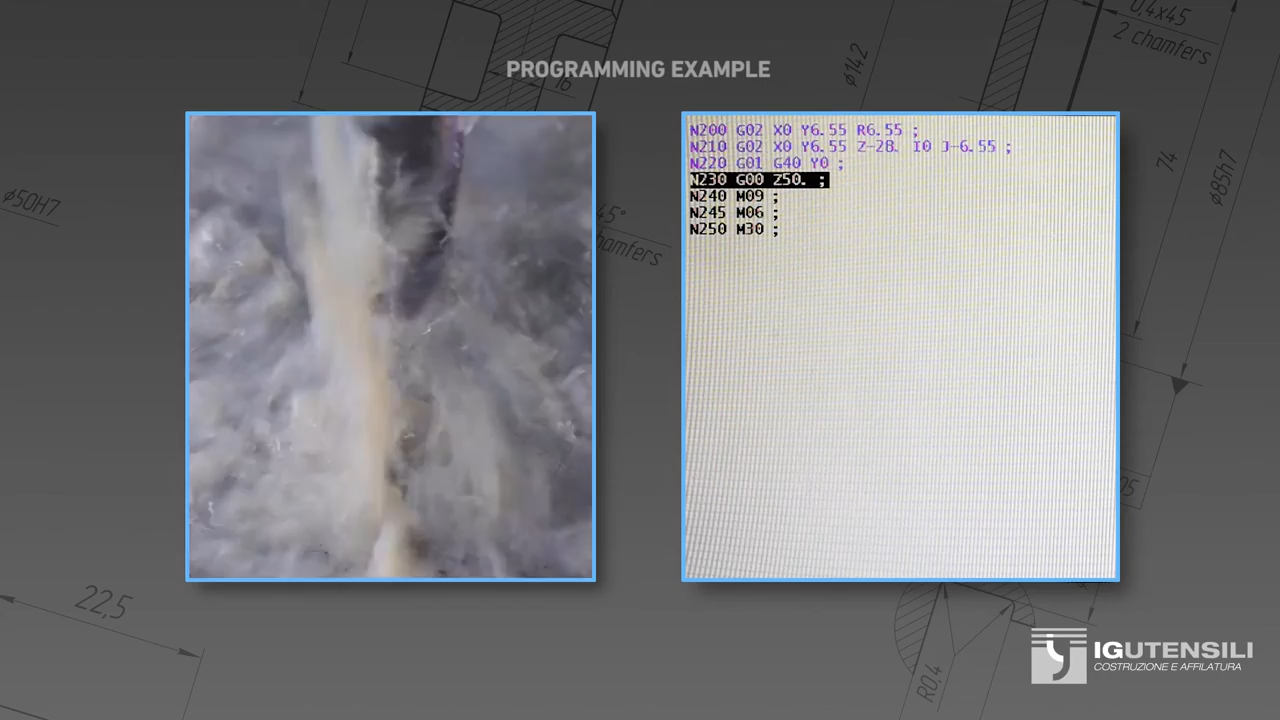 0,4x45
2 chamfers
ø142
PROGRAMMING EXAMPLE
16
74
ø85h7
ø50H7
45°
chamfers
N200 G02 X0 Y6.55 R6.55 ;
N210 G02 X0 Y6.55 Z-28. I0 J-6.55 ;
N220 G01 G40 Y0 ;
N230 G00 Z50. ;
N240 M09 ;
N245 M06 ;
N250 M30 ;
05
22,5
R0,4
IGUTENSILI
COSTRUZIONE E AFFILATURA